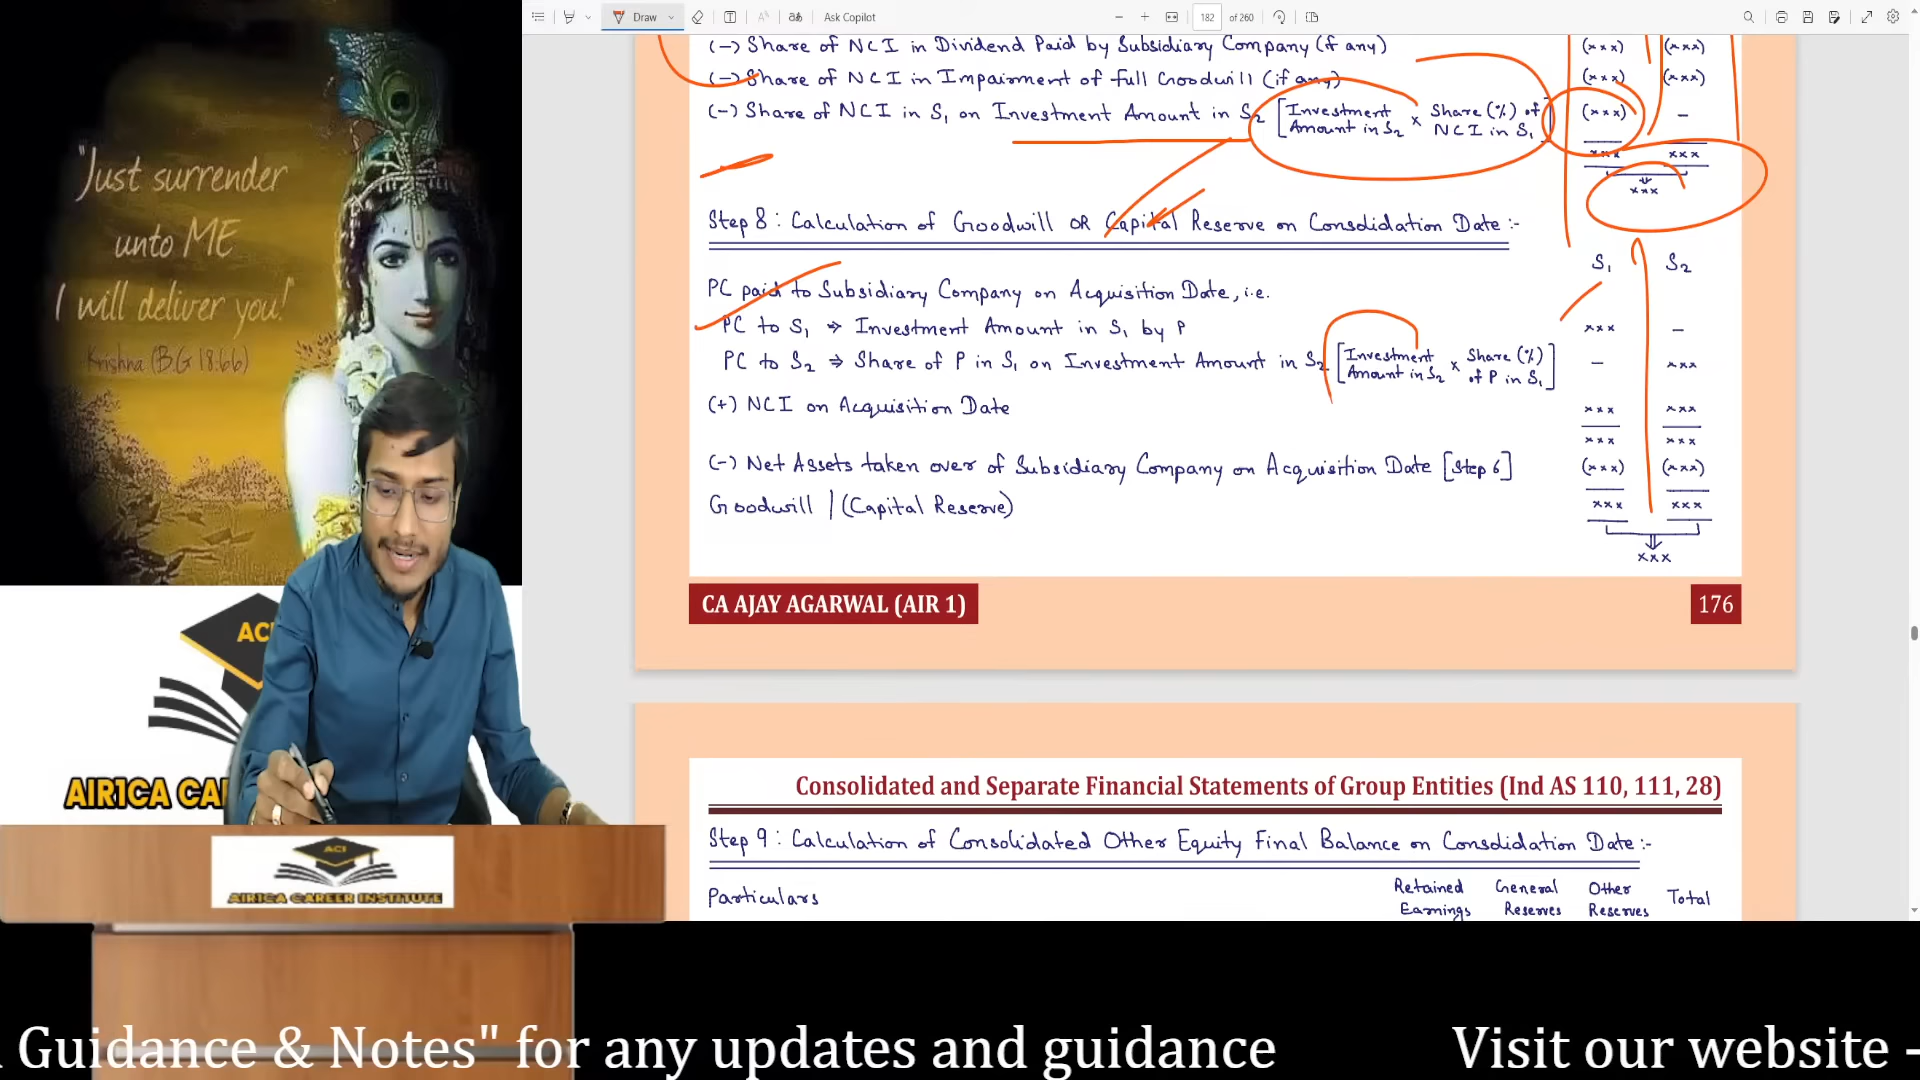 "Just surrender
unto ME
I will deliver you!"
Krishna (B.G 18.66)
ACI
AIR1CA CA
ACI
AIR1CA CAREER INSTITUTE
Draw
Ask Copilot
182 of 260
(-) Share of NCI in Dividend Paid by Subsidiary Company (if any) (xxx) (xxx)
(-) Share of NCI in Impairment of full Goodwill (if any) (xxx) (xxx)
(-) Share of NCI in S1 on Investment Amount in S2 [Investment Amount in S2 x Share (%) of NCI in S1] (xxx) -
xxx xxx
xxx
Step 8: Calculation of Goodwill OR Capital Reserve on Consolidation Date:-
S1 S2
PC paid to Subsidiary Company on Acquisition Date, i.e.
PC to S1 ⇒ Investment Amount in S1 by P xxx -
PC to S2 ⇒ Share of P in S1 on Investment Amount in S2 [Investment Amount in S2 x Share (%) of P in S1] - xxx
(+) NCI on Acquisition Date xxx xxx
xxx xxx
(-) Net Assets taken over of Subsidiary Company on Acquisition Date [Step 6] (xxx) (xxx)
Goodwill | (Capital Reserve) xxx xxx
xxx
CA AJAY AGARWAL (AIR 1) 176
Consolidated and Separate Financial Statements of Group Entities (Ind AS 110, 111, 28)
Step 9: Calculation of Consolidated Other Equity Final Balance on Consolidation Date:-
Particulars Retained Earnings General Reserves Other Reserves Total
Guidance & Notes" for any updates and guidance Visit our website -